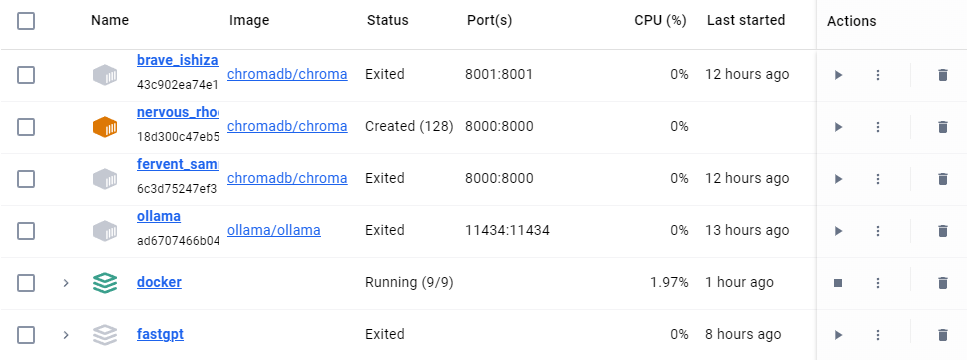 Name Image Status Port(s) CPU (%) Last started Actions
brave_ishiza
43c902ea74e1 chromadb/chroma Exited 8001:8001 0% 12 hours ago
nervous_rho
18d300c47eb5 chromadb/chroma Created (128) 8000:8000 0%
fervent_sam
6c3d75247ef3 chromadb/chroma Exited 8000:8000 0% 12 hours ago
ollama
ad6707466b04 ollama/ollama Exited 11434:11434 0% 13 hours ago
docker Running (9/9) 1.97% 1 hour ago
fastgpt Exited 0% 8 hours ago